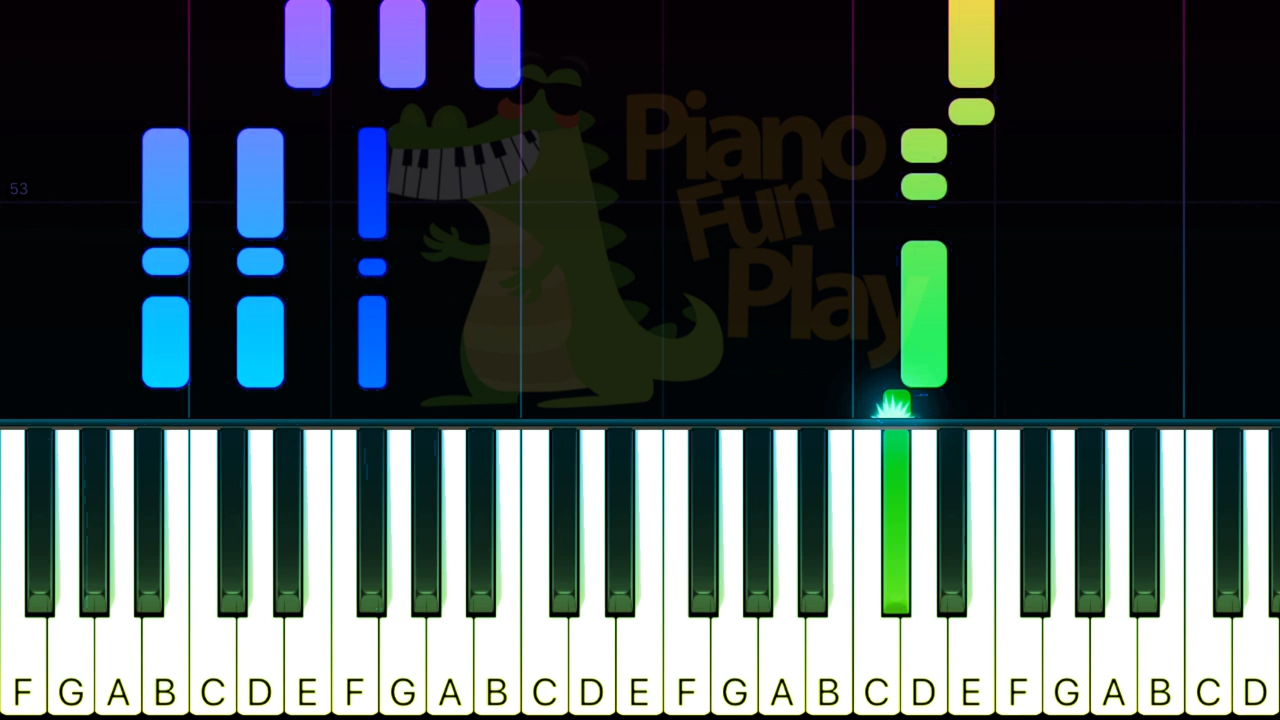 Piano
Fun
Play
53
F G A B C D E F G A B C D E F G A B C D E F G A B C D